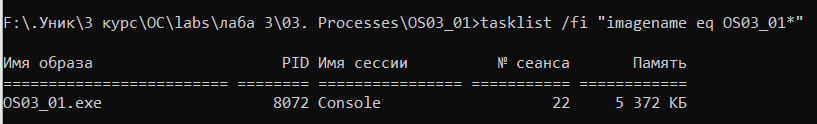 F:\.Уник\3 курс\ОС\labs\лаба 3\03. Processes\OS03_01>tasklist /fi "imagename eq OS03_01*"
Имя образа                     PID Имя сессии          № сеанса       Память
========================= ======== ================ =========== ============
OS03_01.exe                   8072 Console                   22     5 372 КБ